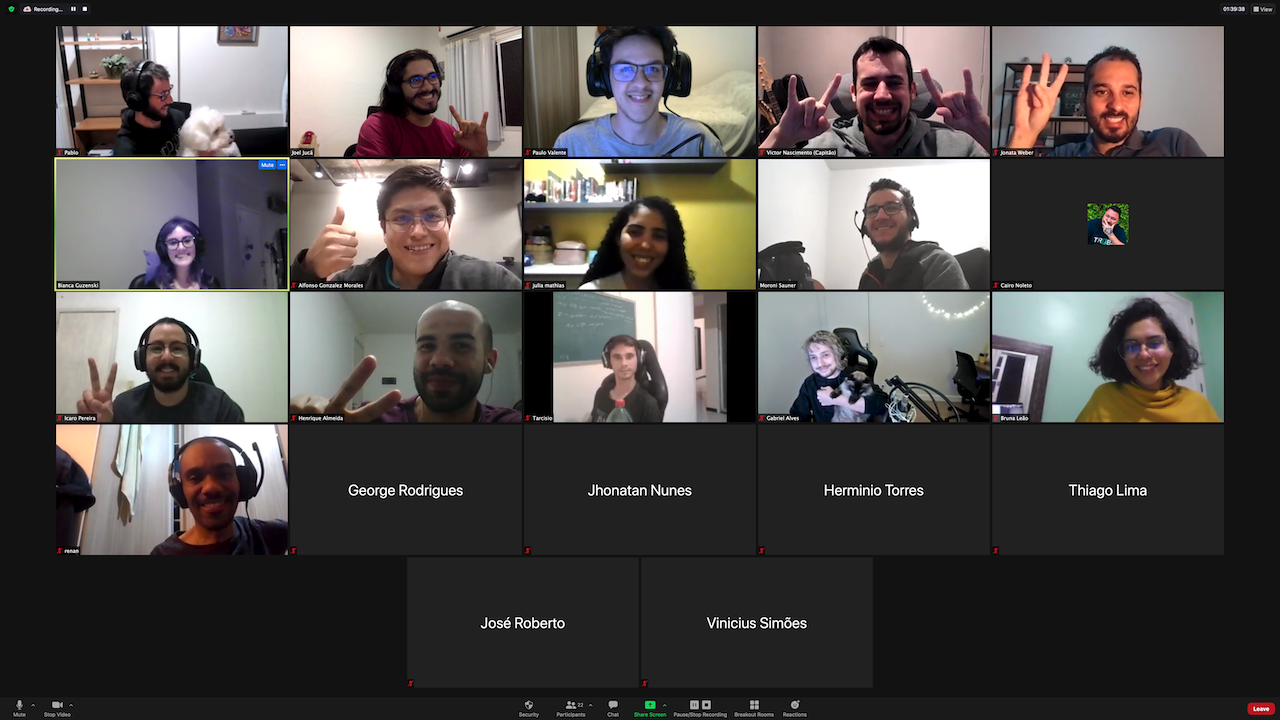 Recording...
01:39:38
View
Pablo
Joel Jucá
Paulo Valente
Victor Nascimento (Capitão)
Jonata Weber
Mute
Bianca Guzenski
Alfonso Gonzalez Morales
Julia mathias
Moroni Sauner
Cairo Noleto
Icaro Pereira
Henrique Almeida
Tarcisio
Gabriel Alves
Bruna Leão
renan
George Rodrigues
Jhonatan Nunes
Herminio Torres
Thiago Lima
José Roberto
Vinicius Simões
Mute
Stop Video
Security
Participants
22
Chat
Share Screen
Pause/Stop Recording
Breakout Rooms
Reactions
Leave